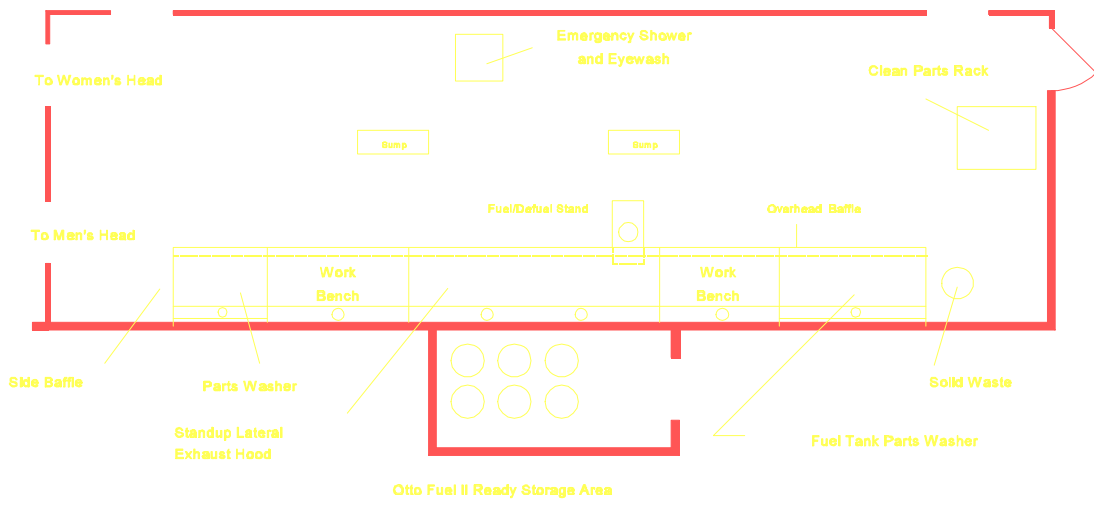 Emergency Shower
and Eyewash
Clean Parts Rack
To Women's Head
Sump
Sump
Fuel/Defuel Stand
Overhead Baffle
To Men's Head
Work
Bench
Work
Bench
Side Baffle
Parts Washer
Solid Waste
Standup Lateral
Exhaust Hood
Fuel Tank Parts Washer
Otto Fuel II Ready Storage Area